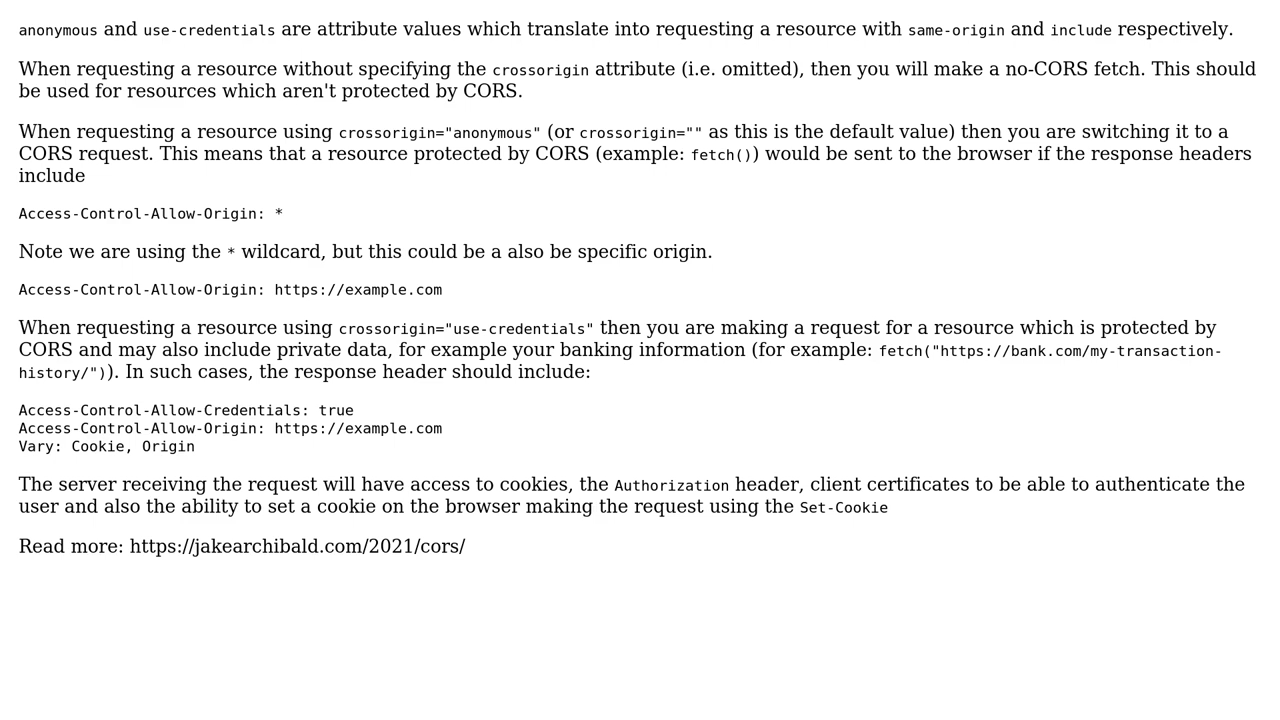 anonymous and use-credentials are attribute values which translate into requesting a resource with same-origin and include respectively.
When requesting a resource without specifying the crossorigin attribute (i.e. omitted), then you will make a no-CORS fetch. This should
be used for resources which aren't protected by CORS.
When requesting a resource using crossorigin="anonymous" (or crossorigin="" as this is the default value) then you are switching it to a
CORS request. This means that a resource protected by CORS (example: fetch()) would be sent to the browser if the response headers
include
Access-Control-Allow-Origin: *
Note we are using the * wildcard, but this could be a also be specific origin.
Access-Control-Allow-Origin: https://example.com
When requesting a resource using crossorigin="use-credentials" then you are making a request for a resource which is protected by
CORS and may also include private data, for example your banking information (for example: fetch("https://bank.com/my-transaction-
history/")). In such cases, the response header should include:
Access-Control-Allow-Credentials: true
Access-Control-Allow-Origin: https://example.com
Vary: Cookie, Origin
The server receiving the request will have access to cookies, the Authorization header, client certificates to be able to authenticate the
user and also the ability to set a cookie on the browser making the request using the Set-Cookie
Read more: https://jakearchibald.com/2021/cors/